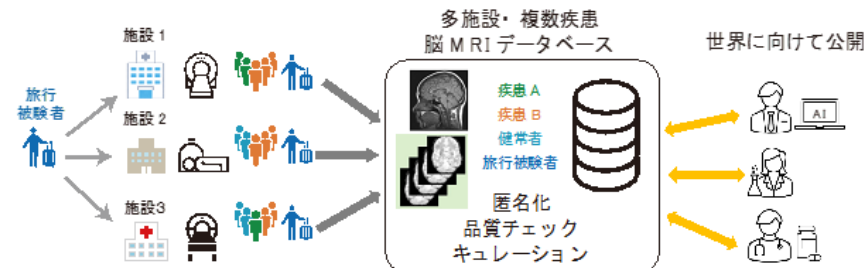 多施設・複数疾患
脳MRIデータベース
世界に向けて公開
施設1
旅行
被験者
施設2
施設3
疾患A
疾患B
健常者
旅行被験者
匿名化
品質チェック
キュレーション
AI